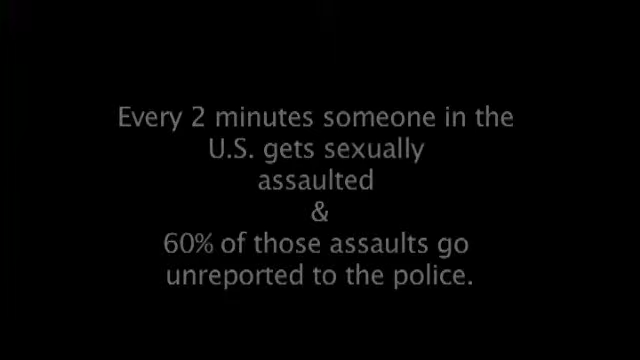 Every 2 minutes someone in the
U.S. gets sexually
assaulted
&
60% of those assaults go
unreported to the police.